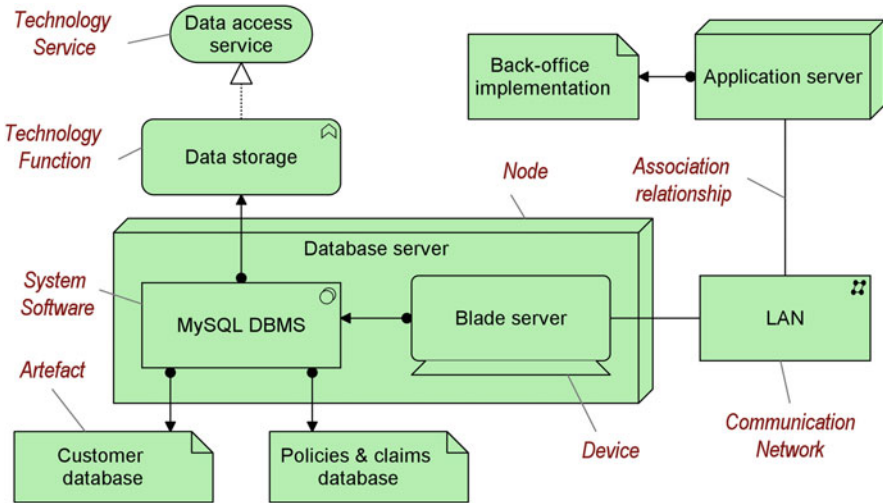 Technology
Service
Data access
service
Back-office
implementation
Application server
Technology
Function
Data storage
Node
Association
relationship
Database server
System
Software
MySQL DBMS
Blade server
LAN
Artefact
Customer
database
Policies & claims
database
Device
Communication
Network